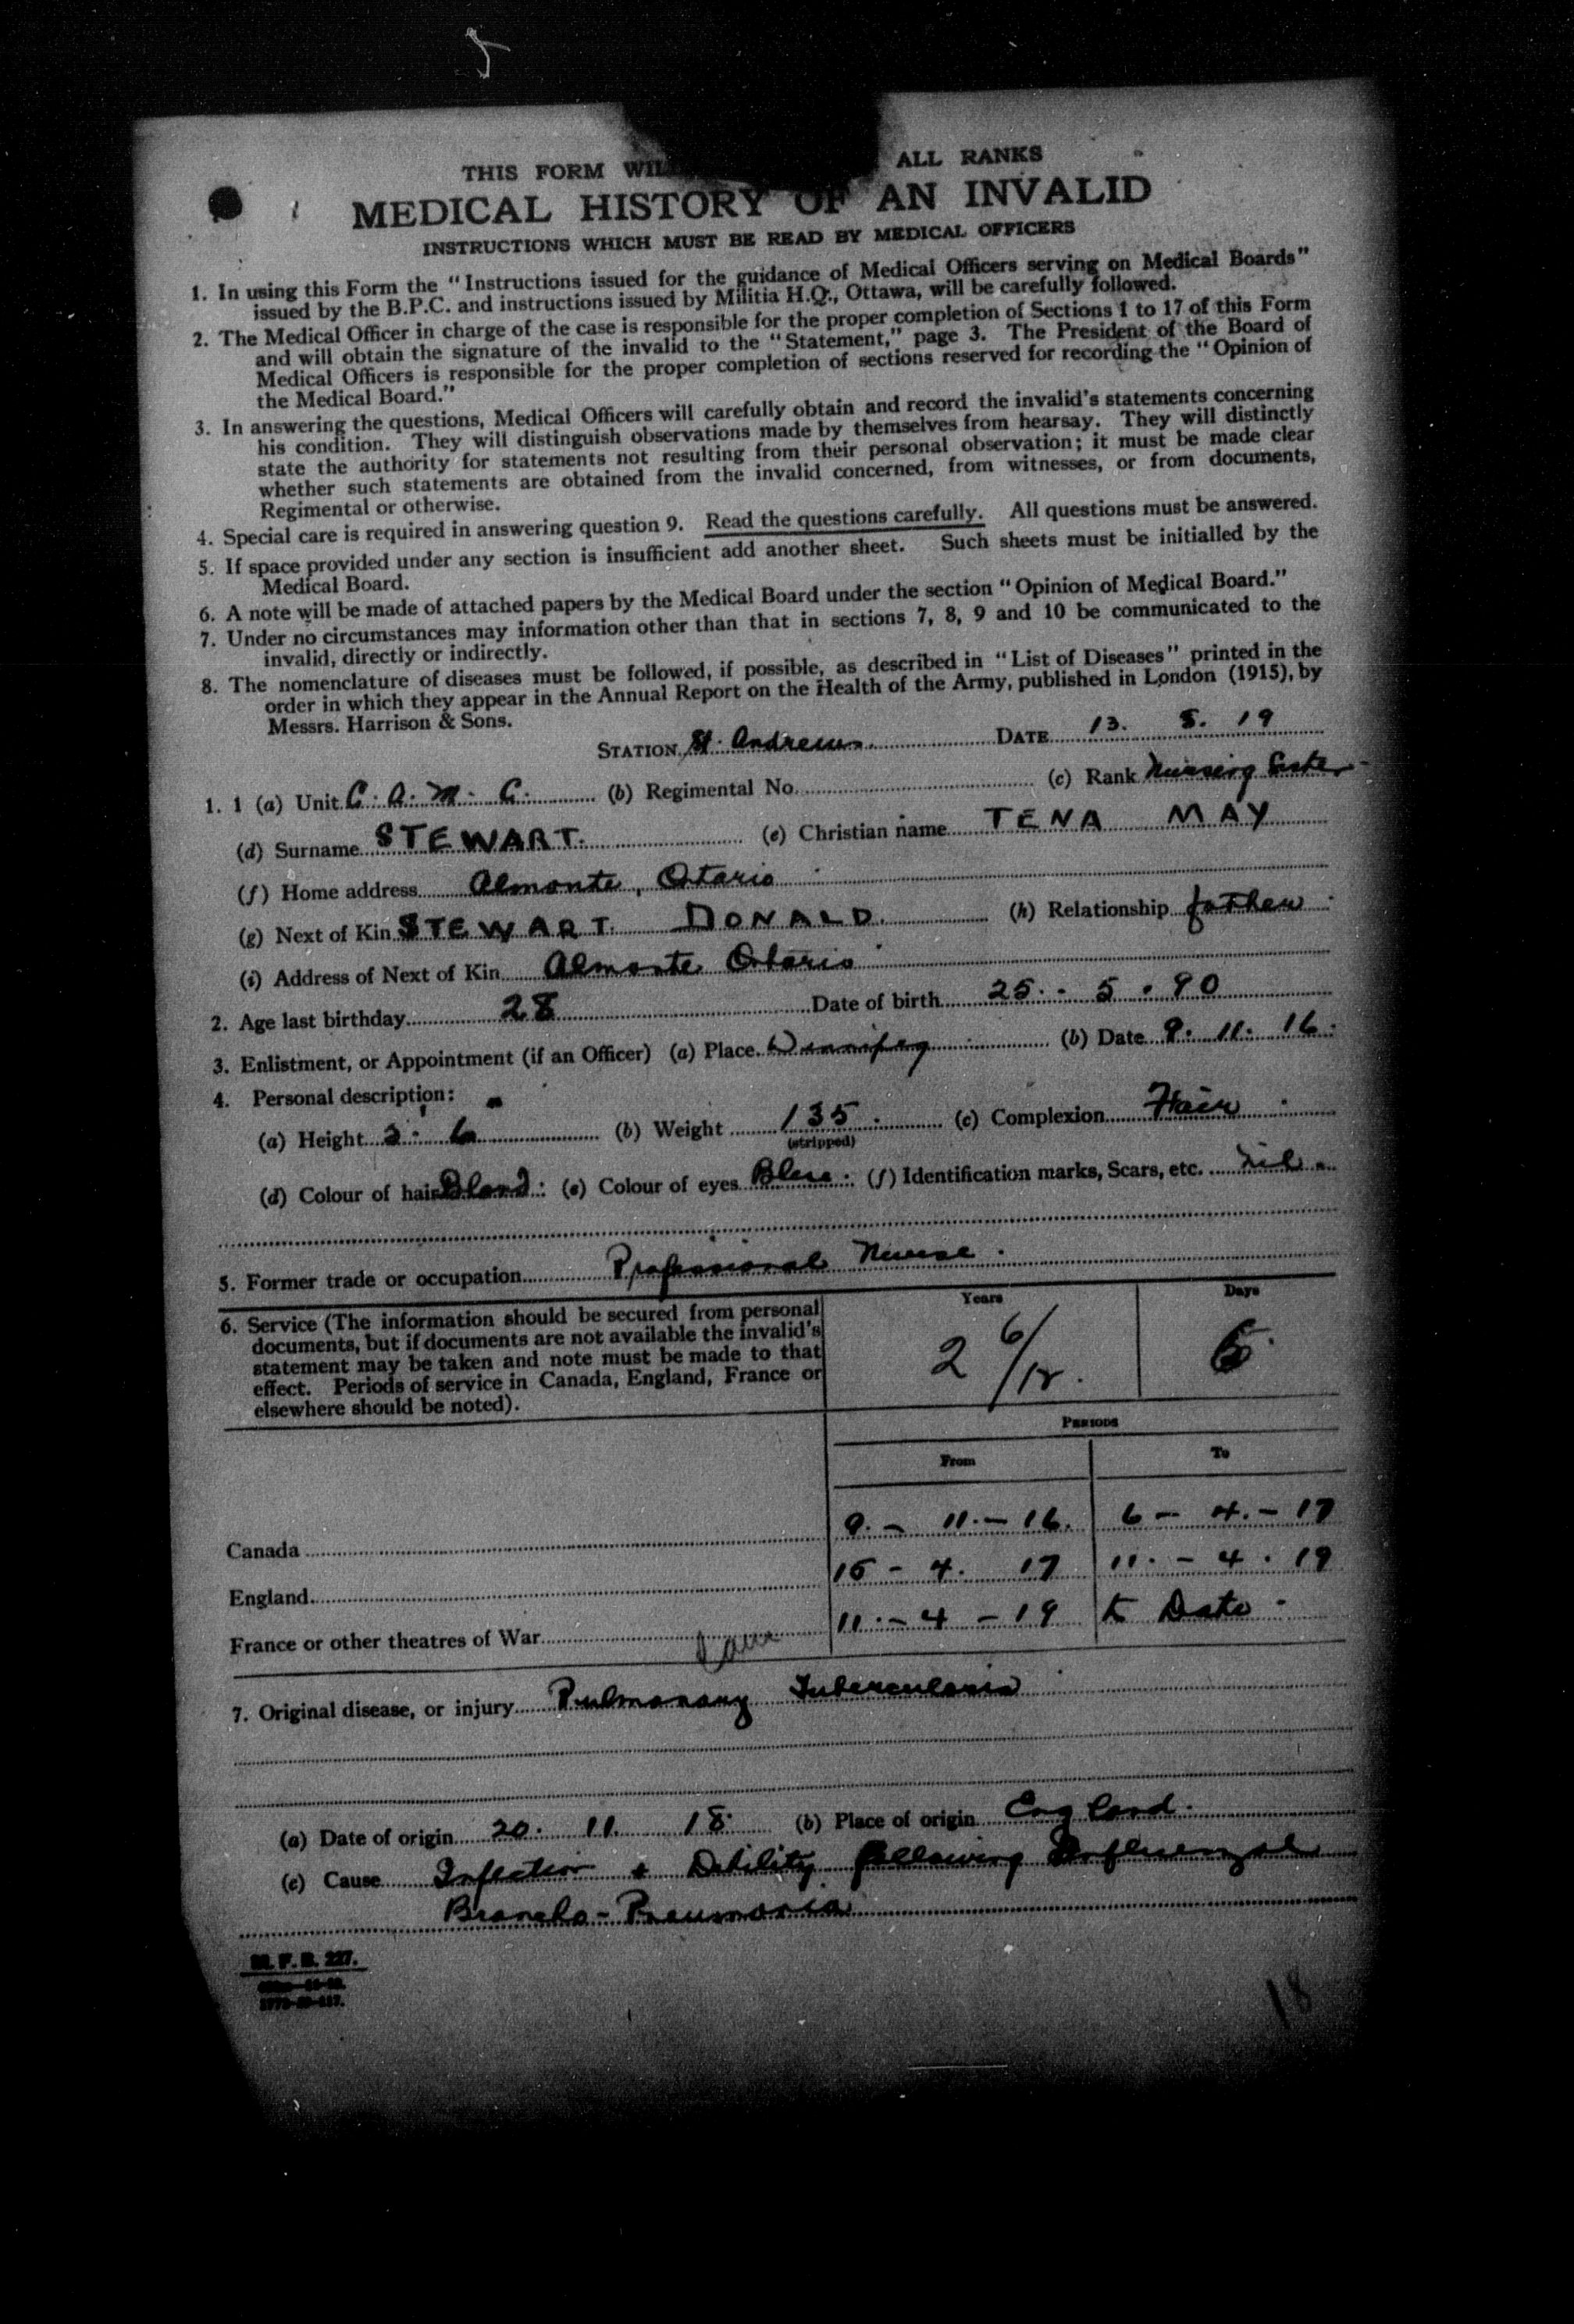 5
THIS FORM WIL ALL RANKS
MEDICAL HISTORY OF AN INVALID
INSTRUCTIONS WHICH MUST BE READ BY MEDICAL OFFICERS
1. In using this Form the "Instructions issued for the guidance of Medical Officers serving on Medical Boards"
issued by the B.P.C. and instructions issued by Militia H.Q., Ottawa, will be carefully followed.
2. The Medical Officer in charge of the case is responsible for the proper completion of Sections 1 to 17 of this Form
and will obtain the signature of the invalid to the "Statement," page 3. The President of the Board of
Medical Officers is responsible for the proper completion of sections reserved for recording the "Opinion of
the Medical Board."
3. In answering the questions, Medical Officers will carefully obtain and record the invalid's statements concerning
his condition. They will distinguish observations made by themselves from hearsay. They will distinctly
state the authority for statements not resulting from their personal observation; it must be made clear
whether such statements are obtained from the invalid concerned, from witnesses, or from documents,
Regimental or otherwise.
4. Special care is required in answering question 9. Read the questions carefully. All questions must be answered.
5. If space provided under any section is insufficient add another sheet. Such sheets must be initialled by the
Medical Board.
6. A note will be made of attached papers by the Medical Board under the section "Opinion of Medical Board."
7. Under no circumstances may information other than that in sections 7, 8, 9 and 10 be communicated to the
invalid, directly or indirectly.
8. The nomenclature of diseases must be followed, if possible, as described in "List of Diseases" printed in the
order in which they appear in the Annual Report on the Health of the Army, published in London (1915), by
Messrs. Harrison & Sons.
STATION St. Andrews DATE 13. 5. 19
1. 1 (a) Unit C. A. M. C. (b) Regimental No. (c) Rank Nursing Sister
(d) Surname STEWART. (e) Christian name TENA MAY
(f) Home address Almonte, Ontario
(g) Next of Kin STEWART DONALD. (h) Relationship father
(i) Address of Next of Kin Almonte Ontario
2. Age last birthday 28 Date of birth 25. 5. 90
3. Enlistment, or Appointment (if an Officer) (a) Place Winnipeg (b) Date 9. 11. 16.
4. Personal description:
(a) Height 5' 6" (b) Weight 135. (c) Complexion Fair
(stripped)
(d) Colour of hair Blond: (e) Colour of eyes Blue. (f) Identification marks, Scars, etc. nil.
5. Former trade or occupation Professional Nurse.
6. Service (The information should be secured from personal
documents, but if documents are not available the invalid's
statement may be taken and note must be made to that
effect. Periods of service in Canada, England, France or
elsewhere should be noted).
Years Days
2 6/12. 5
PERIODS
From To
Canada 9. - 11. - 16. 6 - 4. - 17
England 15 - 4. 17 11. - 4. 19
France or other theatres of War 11. - 4 - 19 to Date.
7. Original disease, or injury Pulmonary Tuberculosis
(a) Date of origin 20. 11. 18. (b) Place of origin England.
(c) Cause Infection + Debility following Influenzal
Broncho-Pneumonia
M. F. B. 227.
18